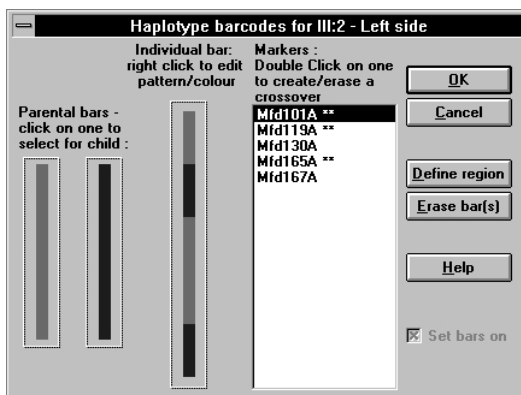 Haplotype barcodes for III:2 - Left side
Individual bar:
right click to edit
pattern/colour
Markers :
Double Click on one
to create/erase a
crossover
Parental bars -
click on one to
select for child :
Mfd101A **
Mfd119A **
Mfd130A
Mfd165A **
Mfd167A
OK
Cancel
Define region
Erase bar(s)
Help
Set bars on